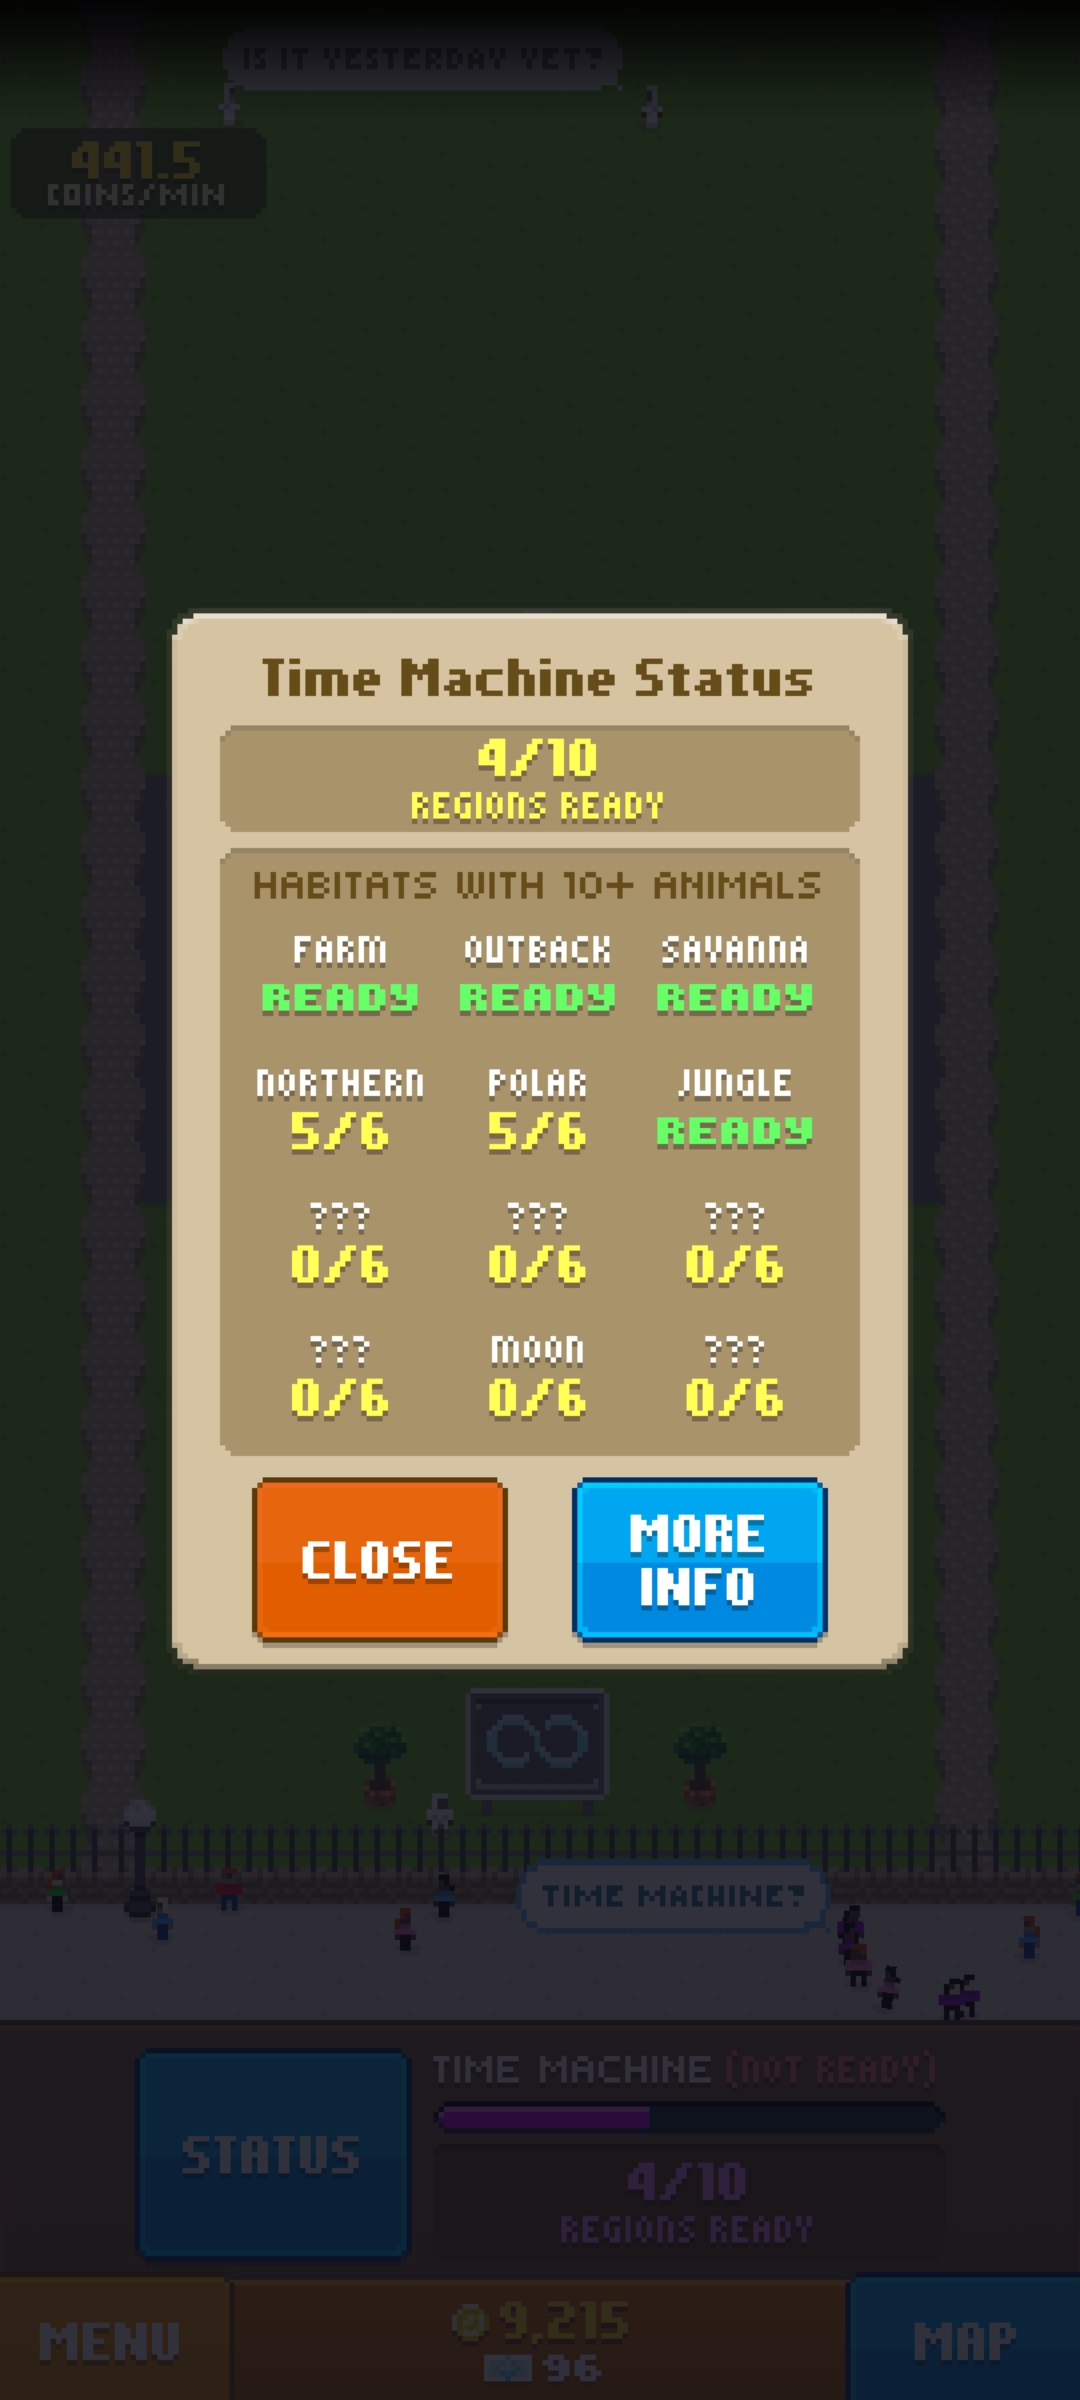 IS IT YESTERDAY YET?
441.5
COINS/MIN
Time Machine Status
4/10
REGIONS READY
HABITATS WITH 10+ ANIMALS
FARM OUTBACK SAVANNA
READY READY READY
NORTHERN POLAR JUNGLE
5/6 5/6 READY
??? ??? ???
0/6 0/6 0/6
??? MOON ???
0/6 0/6 0/6
CLOSE
MORE
INFO
TIME MACHINE?
STATUS
TIME MACHINE (NOT READY)
4/10
REGIONS READY
MENU
9,215
96
MAP